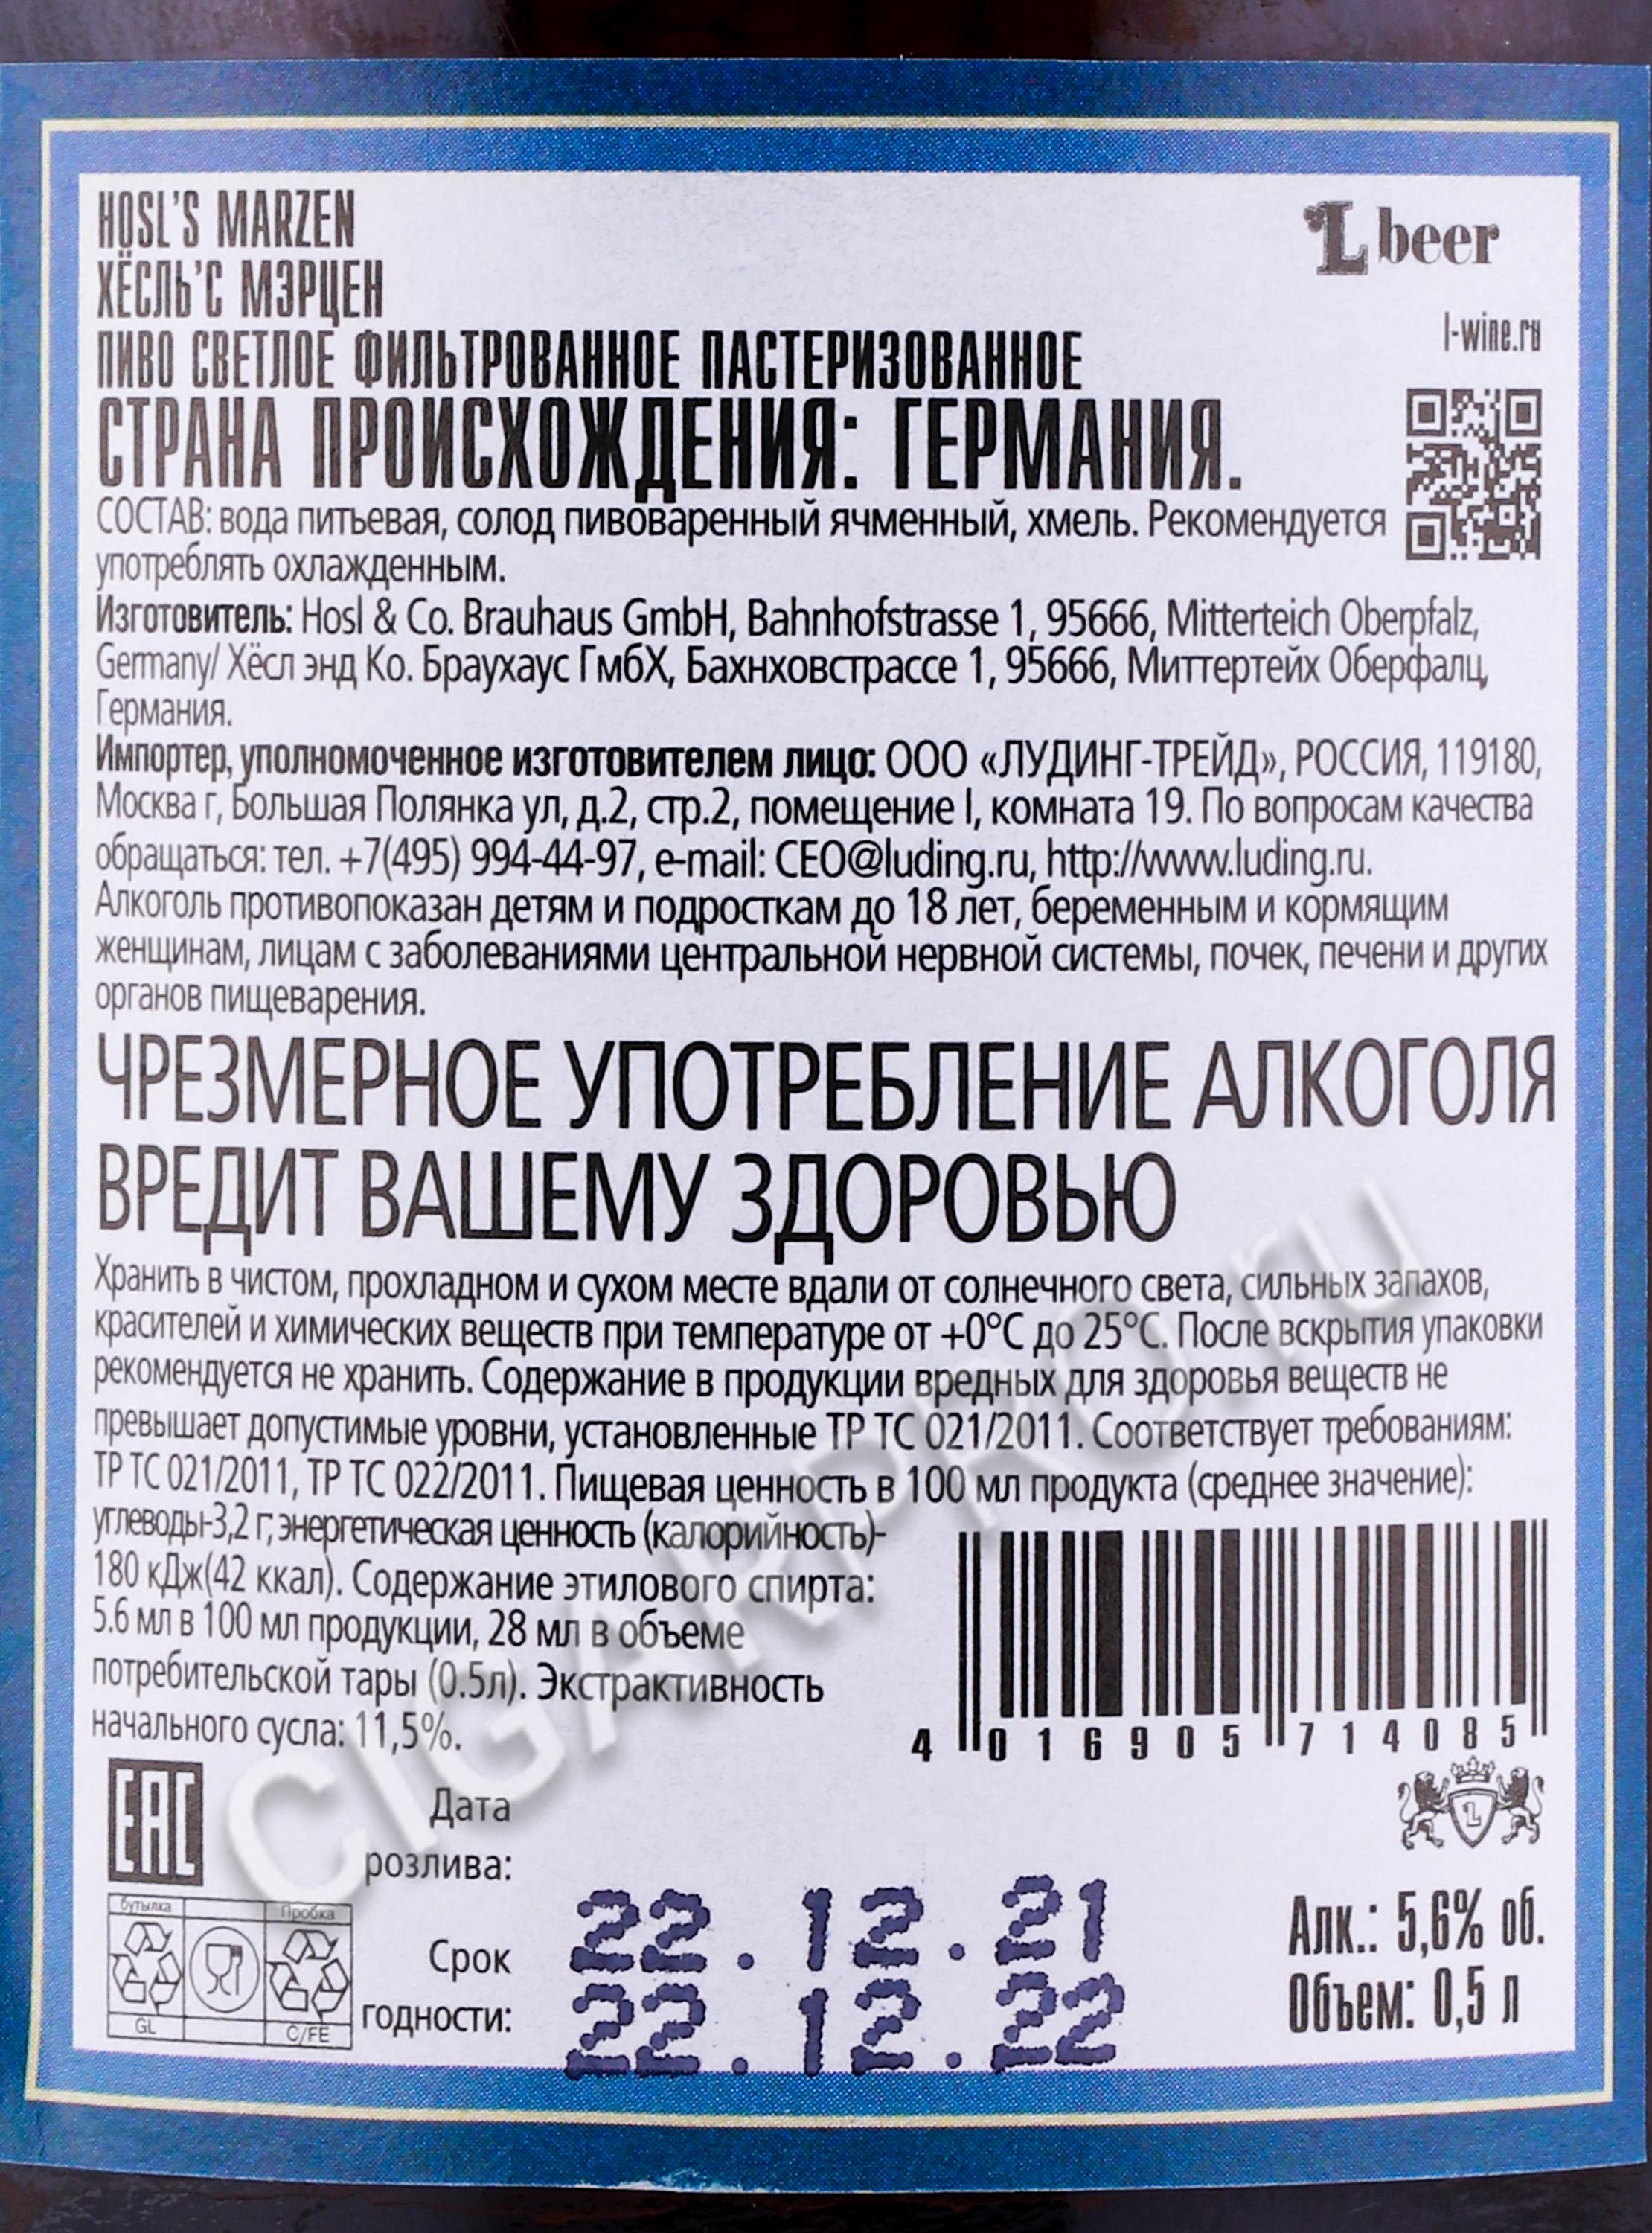 HOSL'S MARZEN
ХЁСЛЬ'С МЭРЦЕН
ПИВО СВЕТЛОЕ ФИЛЬТРОВАННОЕ ПАСТЕРИЗОВАННОЕ
СТРАНА ПРОИСХОЖДЕНИЯ: ГЕРМАНИЯ.
L beer
l-wine.ru
СОСТАВ: вода питьевая, солод пивоваренный ячменный, хмель. Рекомендуется
употреблять охлажденным.
Изготовитель: Hosl & Co. Brauhaus GmbH, Bahnhofstrasse 1, 95666, Mitterteich Oberpfalz,
Germany/ Хёсл энд Ко. Браухаус ГмбХ, Бахнховстрассе 1, 95666, Миттертейх Оберфалц,
Германия.
Импортер, уполномоченное изготовителем лицо: ООО «ЛУДИНГ-ТРЕЙД», РОССИЯ, 119180,
Москва г, Большая Полянка ул, д.2, стр.2, помещение I, комната 19. По вопросам качества
обращаться: тел. +7(495) 994-44-97, e-mail: CEO@luding.ru, http://www.luding.ru.
Алкоголь противопоказан детям и подросткам до 18 лет, беременным и кормящим
женщинам, лицам с заболеваниями центральной нервной системы, почек, печени и других
органов пищеварения.
ЧРЕЗМЕРНОЕ УПОТРЕБЛЕНИЕ АЛКОГОЛЯ
ВРЕДИТ ВАШЕМУ ЗДОРОВЬЮ
Хранить в чистом, прохладном и сухом месте вдали от солнечного света, сильных запахов,
красителей и химических веществ при температуре от +0°С до 25°С. После вскрытия упаковки
рекомендуется не хранить. Содержание в продукции вредных для здоровья веществ не
превышает допустимые уровни, установленные ТР ТС 021/2011. Соответствует требованиям:
ТР ТС 021/2011, ТР ТС 022/2011. Пищевая ценность в 100 мл продукта (среднее значение):
углеводы-3,2 г, энергетическая ценность (калорийность)-
180 кДж(42 ккал). Содержание этилового спирта:
5.6 мл в 100 мл продукции, 28 мл в объеме
потребительской тары (0.5л). Экстрактивность
начального сусла: 11,5%.
4 016905 714085
EAC
Дата
розлива:
22.12.21
Срок
годности:
22.12.22
бутылка
Пробка
GL
C/FE
L
Алк.: 5,6% об.
Объем: 0,5 л
CIGARPRO.ru